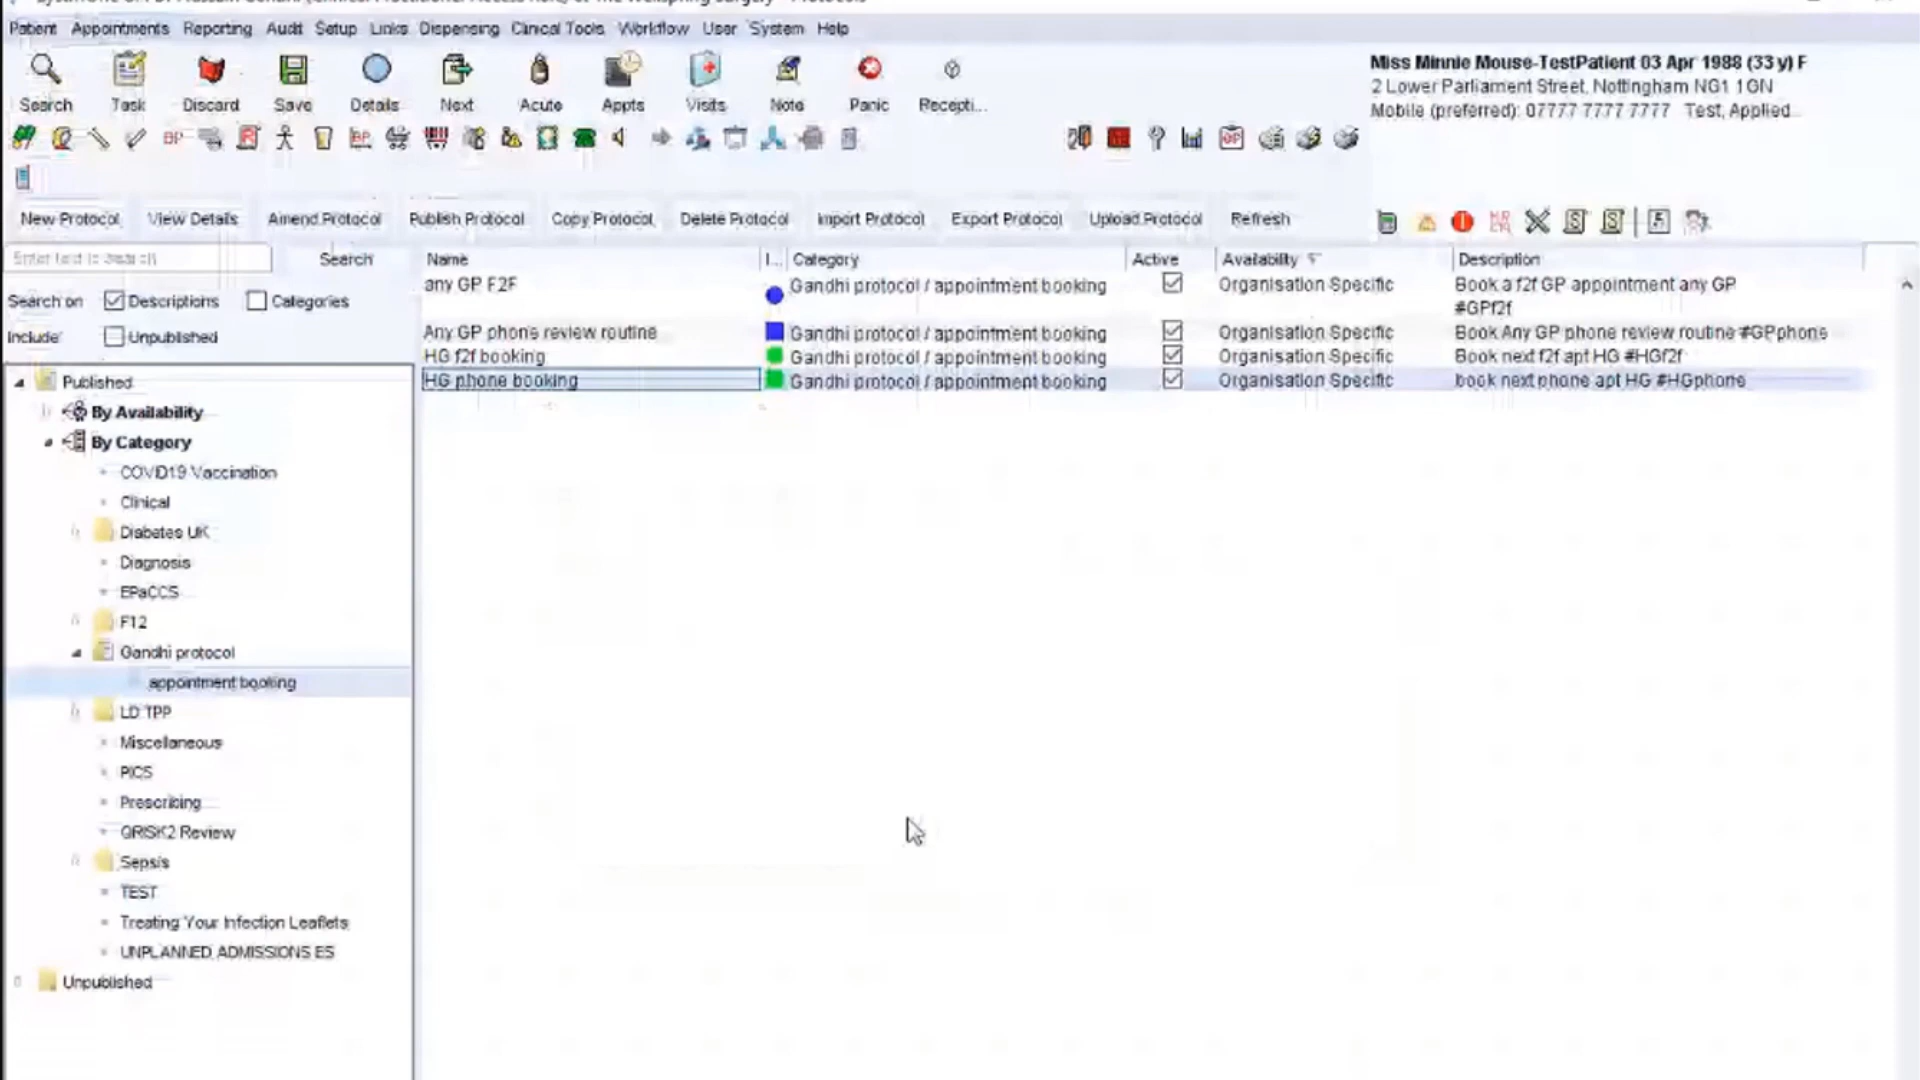 Patient Appointments Reporting Audit Setup Links Dispensing Clinical Tools Workflow User System Help
Search Task Discard Save Details Next Acute Appts Visits Note Panic Recepti...
Miss Minnie Mouse-TestPatient 03 Apr 1988 (33 y) F
2 Lower Parliament Street, Nottingham NG1 1GN
Mobile (preferred): 07777 7777 7777 Test, Applied...
New Protocol View Details Amend Protocol Publish Protocol Copy Protocol Delete Protocol Import Protocol Export Protocol Upload Protocol Refresh
Enter text to search Search
Search on Descriptions Categories
Include Unpublished
Name I... Category Active Availability Description
any GP F2F Gandhi protocol / appointment booking Organisation Specific Book a f2f GP appointment any GP
#GPf2f
Any GP phone review routine Gandhi protocol / appointment booking Organisation Specific Book Any GP phone review routine #GPphone
HG f2f booking Gandhi protocol / appointment booking Organisation Specific Book next f2f apt HG #HGf2f
HG phone booking Gandhi protocol / appointment booking Organisation Specific book next phone apt HG #HGphone
Published
By Availability
By Category
COVID19 Vaccination
Clinical
Diabetes UK
Diagnosis
EPaCCS
F12
Gandhi protocol
appointment booking
LD TPP
Miscellaneous
PICS
Prescribing
QRISK2 Review
Sepsis
TEST
Treating Your Infection Leaflets
UNPLANNED ADMISSIONS ES
Unpublished